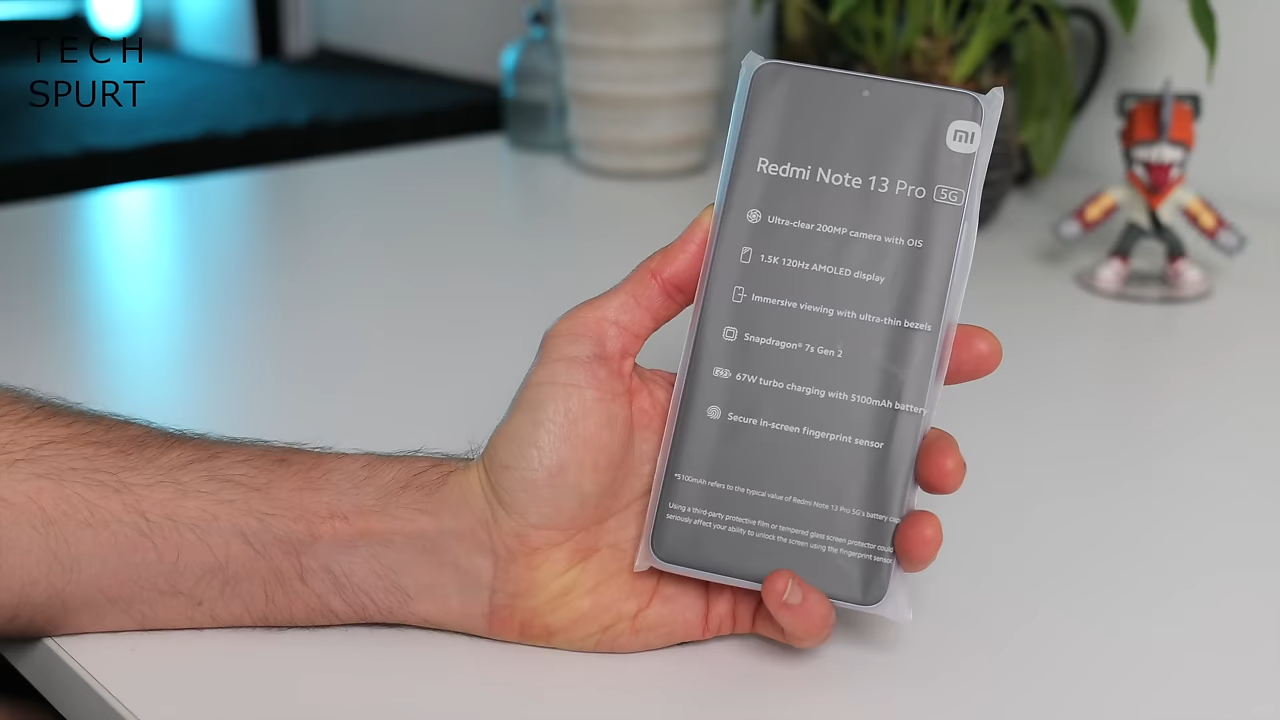 TECH
SPURT
mi
Redmi Note 13 Pro 5G
Ultra-clear 200MP camera with OIS
1.5K 120Hz AMOLED display
Immersive viewing with ultra-thin bezels
Snapdragon® 7s Gen 2
67W turbo charging with 5100mAh battery
Secure in-screen fingerprint sensor
*5100mAh refers to the typical value of Redmi Note 13 Pro 5G's battery
Using a third-party protective film or tempered glass screen protector could
seriously affect your ability to unlock the screen using the fingerprint sensor